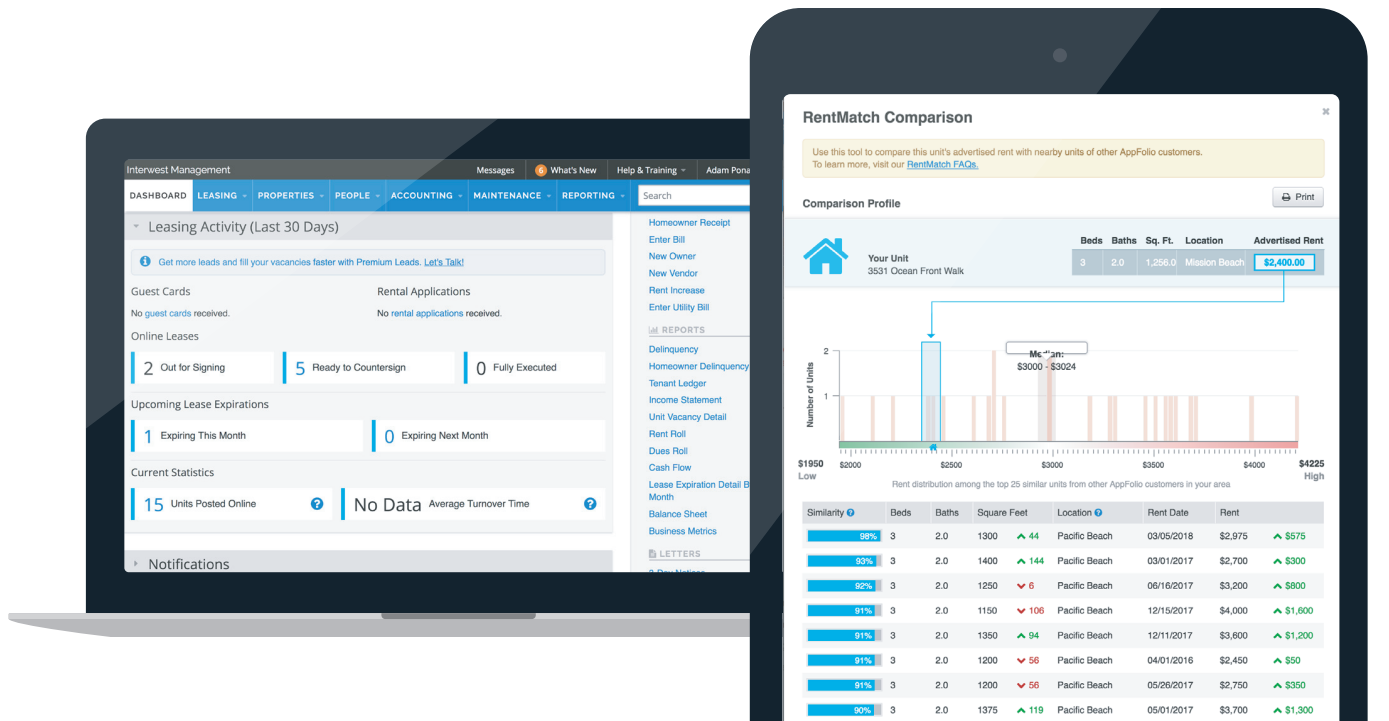 Interwest Management
Messages
6 What's New
Help & Training
Adam Pona
DASHBOARD LEASING PROPERTIES PEOPLE ACCOUNTING MAINTENANCE REPORTING
Search
Leasing Activity (Last 30 Days)
Get more leads and fill your vacancies faster with Premium Leads. Let's Talk!
Guest Cards
Rental Applications
No guest cards received.
No rental applications received.
Online Leases
2 Out for Signing
5 Ready to Countersign
0 Fully Executed
Upcoming Lease Expirations
1 Expiring This Month
0 Expiring Next Month
Current Statistics
15 Units Posted Online ?
No Data Average Turnover Time ?
Notifications
Homeowner Receipt
Enter Bill
New Owner
New Vendor
Rent Increase
Enter Utility Bill
REPORTS
Delinquency
Homeowner Delinquency
Tenant Ledger
Income Statement
Unit Vacancy Detail
Rent Roll
Dues Roll
Cash Flow
Lease Expiration Detail B
Month
Balance Sheet
Business Metrics
LETTERS
RentMatch Comparison
Use this tool to compare this unit's advertised rent with nearby units of other AppFolio customers.
To learn more, visit our RentMatch FAQs.
Print
Comparison Profile
Your Unit
3531 Ocean Front Walk
Beds Baths Sq. Ft. Location Advertised Rent
3 2.0 1,256.0 Mission Beach $2,400.00
Number of Units
2
1
Median:
$3000 - $3024
$1950
Low
$2000 $2500 $3000 $3500 $4000
$4225
High
Rent distribution among the top 25 similar units from other AppFolio customers in your area
Similarity ? Beds Baths Square Feet Location ? Rent Date Rent
98% 3 2.0 1300 44 Pacific Beach 03/05/2018 $2,975 $575
93% 3 2.0 1400 144 Pacific Beach 03/01/2017 $2,700 $300
92% 3 2.0 1250 6 Pacific Beach 06/16/2017 $3,200 $800
91% 3 2.0 1150 106 Pacific Beach 12/15/2017 $4,000 $1,600
91% 3 2.0 1350 94 Pacific Beach 12/11/2017 $3,600 $1,200
91% 3 2.0 1200 56 Pacific Beach 04/01/2016 $2,450 $50
91% 3 2.0 1200 56 Pacific Beach 05/26/2017 $2,750 $350
90% 3 2.0 1375 119 Pacific Beach 05/01/2017 $3,700 $1,300